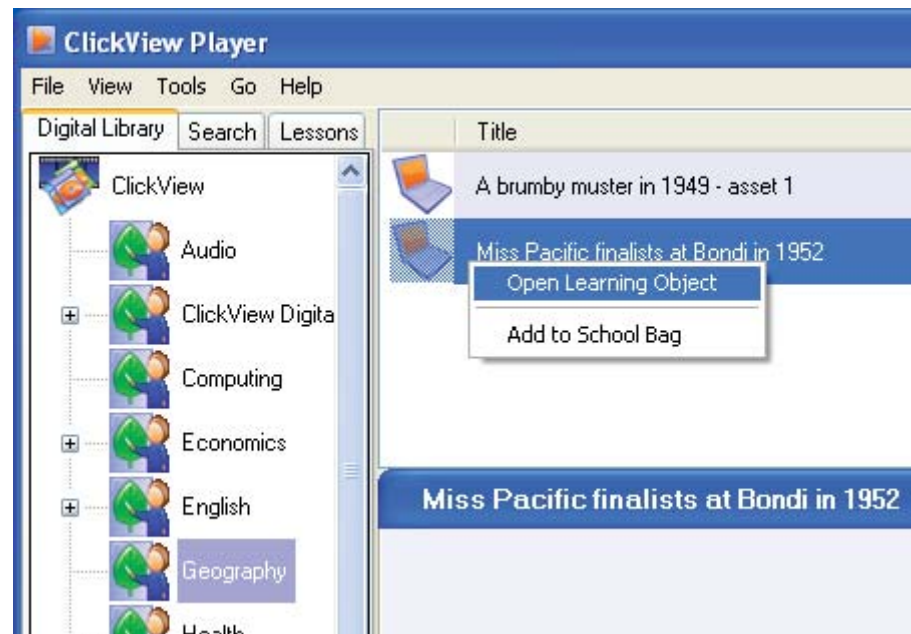 ClickView Player
File View Tools Go Help
Digital Library Search Lessons
Title
ClickView
Audio
ClickView Digita
Computing
Economics
English
Geography
Health
A brumby muster in 1949 - asset 1
Miss Pacific finalists at Bondi in 1952
Open Learning Object
Add to School Bag
Miss Pacific finalists at Bondi in 1952